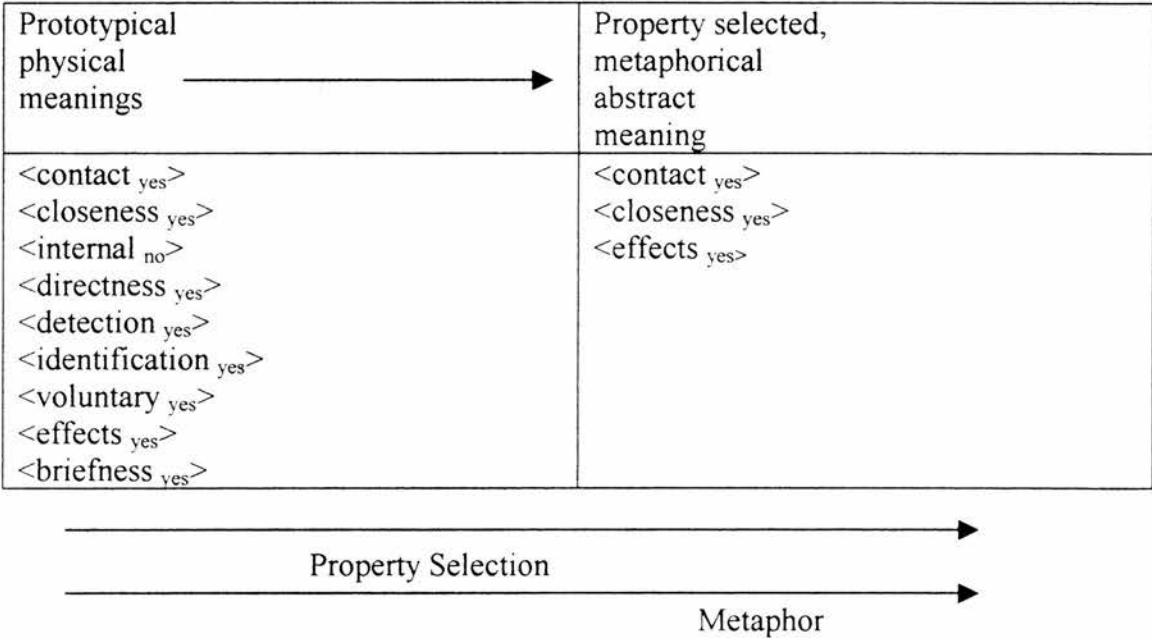 Prototypical
physical
meanings
Property selected,
metaphorical
abstract
meaning
<contact yes>
<closeness yes>
<internal no>
<directness yes>
<detection yes>
<identification yes>
<voluntary yes>
<effects yes>
<briefness yes>
<contact yes>
<closeness yes>
<effects yes>
Property Selection
Metaphor